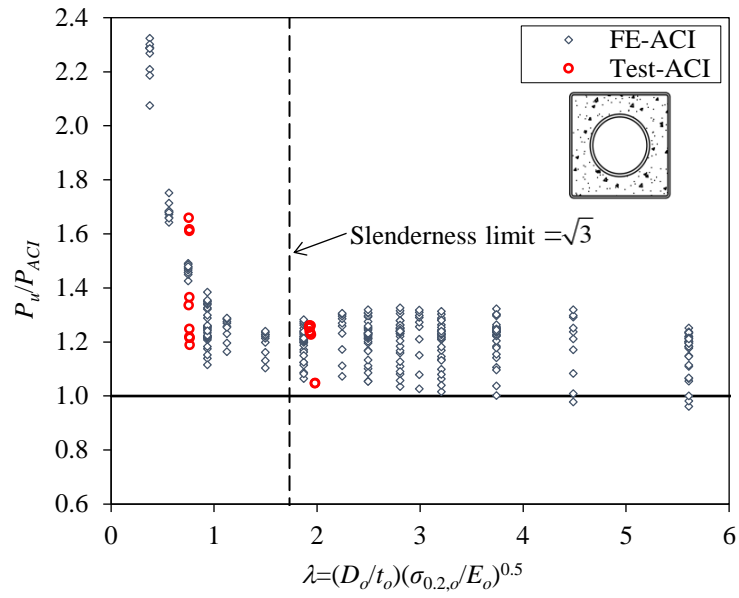 2.4
2.2
2.0
1.8
1.6
1.4
1.2
1.0
0.8
0.6
P_u/P_ACI
FE-ACI
Test-ACI
Slenderness limit =√3
0 1 2 3 4 5 6
λ=(D_o/t_o)(σ_0.2,o/E_o)^0.5